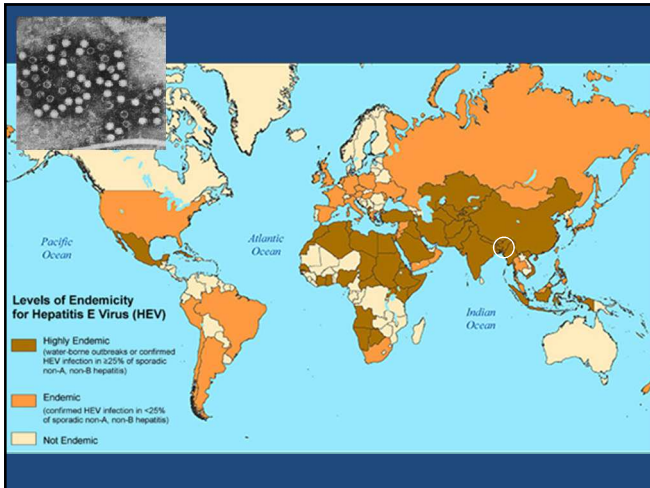 Pacific
Ocean
Atlantic
Ocean
Indian
Ocean
Levels of Endemicity
for Hepatitis E Virus (HEV)
Highly Endemic
(water-borne outbreaks or confirmed
HEV infection in ≥25% of sporadic
non-A, non-B hepatitis)
Endemic
(confirmed HEV infection in <25%
of sporadic non-A, non-B hepatitis)
Not Endemic